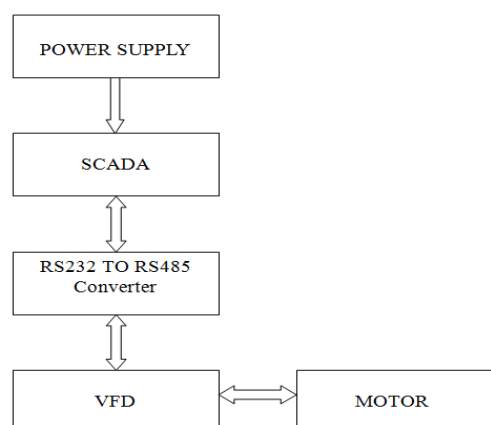 POWER SUPPLY
SCADA
RS232 TO RS485
Converter
VFD
MOTOR